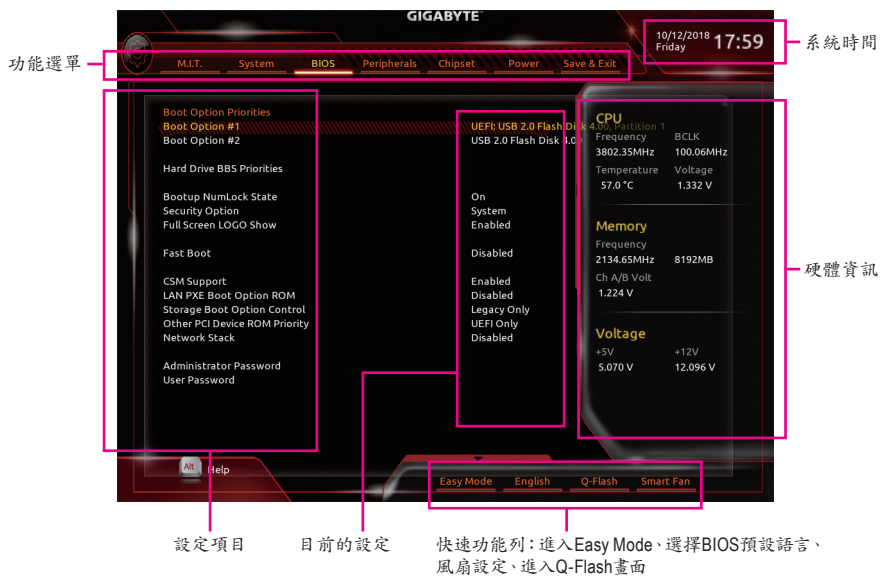 GIGABYTE
10/12/2018
Friday
17:59
系統時間
功能選單
M.I.T. System BIOS Peripherals Chipset Power Save & Exit
Boot Option Priorities
Boot Option #1 UEFI: USB 2.0 Flash Disk 4.00, Partition 1
Boot Option #2 USB 2.0 Flash Disk 4.00
Hard Drive BBS Priorities
Bootup NumLock State On
Security Option System
Full Screen LOGO Show Enabled
Fast Boot Disabled
CSM Support Enabled
LAN PXE Boot Option ROM Disabled
Storage Boot Option Control Legacy Only
Other PCI Device ROM Priority UEFI Only
Network Stack Disabled
Administrator Password
User Password
CPU
Frequency BCLK
3802.35MHz 100.06MHz
Temperature Voltage
57.0 °C 1.332 V
Memory
Frequency
2134.65MHz 8192MB
Ch A/B Volt
1.224 V
Voltage
+5V +12V
5.070 V 12.096 V
硬體資訊
Alt Help
Easy Mode English Q-Flash Smart Fan
設定項目
目前的設定
快速功能列:進入Easy Mode、選擇BIOS預設語言、
風扇設定、進入Q-Flash畫面